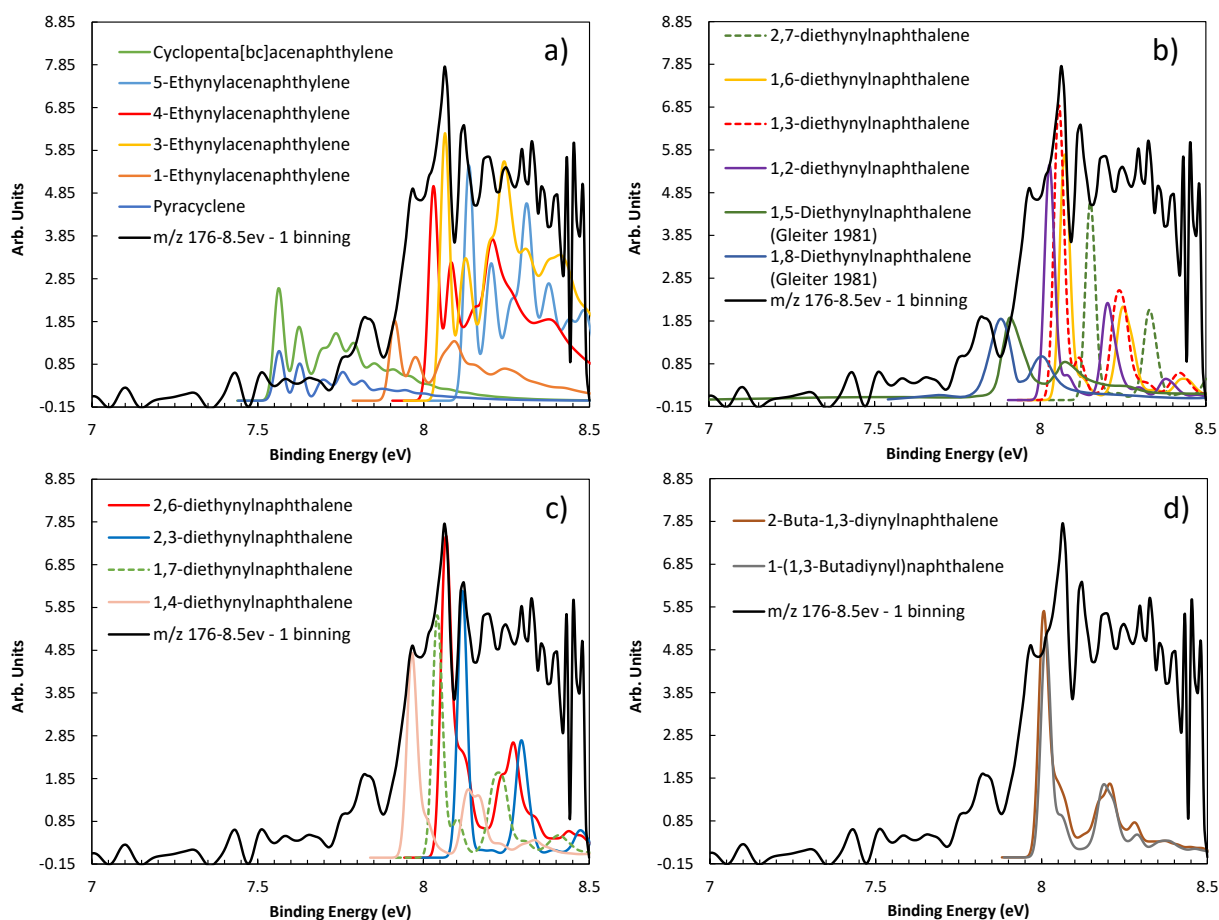 a)
Cyclopenta[bc]acenaphthylene
5-Ethynylacenaphthylene
4-Ethynylacenaphthylene
3-Ethynylacenaphthylene
1-Ethynylacenaphthylene
Pyracyclene
m/z 176-8.5ev - 1 binning
8.85
7.85
6.85
5.85
4.85
3.85
2.85
1.85
0.85
-0.15
7
7.5
8
8.5
Arb. Units
Binding Energy (eV)
b)
2,7-diethynylnaphthalene
1,6-diethynylnaphthalene
1,3-diethynylnaphthalene
1,2-diethynylnaphthalene
1,5-Diethynylnaphthalene
(Gleiter 1981)
1,8-Diethynylnaphthalene
(Gleiter 1981)
m/z 176-8.5ev - 1 binning
8.85
7.85
6.85
5.85
4.85
3.85
2.85
1.85
0.85
-0.15
7
7.5
8
8.5
Arb. Units
Binding Energy (eV)
c)
2,6-diethynylnaphthalene
2,3-diethynylnaphthalene
1,7-diethynylnaphthalene
1,4-diethynylnaphthalene
m/z 176-8.5ev - 1 binning
8.85
7.85
6.85
5.85
4.85
3.85
2.85
1.85
0.85
-0.15
7
7.5
8
8.5
Arb. Units
Binding Energy (eV)
d)
2-Buta-1,3-diynylnaphthalene
1-(1,3-Butadiynyl)naphthalene
m/z 176-8.5ev - 1 binning
8.85
7.85
6.85
5.85
4.85
3.85
2.85
1.85
0.85
-0.15
7
7.5
8
8.5
Arb. Units
Binding Energy (eV)